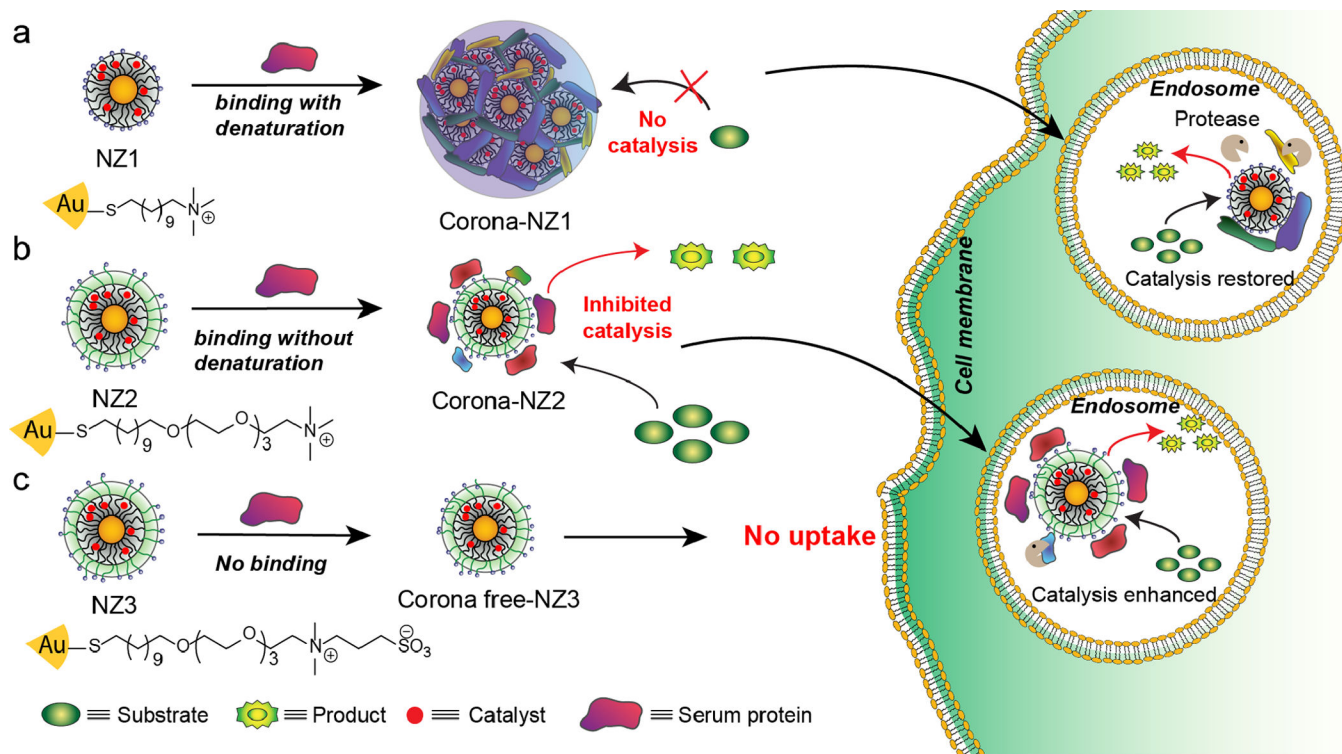 a
NZ1
binding with
denaturation
Corona-NZ1
No
catalysis
Au
S
9
N
⊕
Endosome
Protease
Catalysis restored
b
NZ2
binding without
denaturation
Corona-NZ2
Inhibited
catalysis
Au
S
9
O
O
3
N
⊕
Cell membrane
Endosome
Catalysis enhanced
c
NZ3
No binding
Corona free-NZ3
No uptake
Au
S
9
O
O
3
N
⊕
⊖
SO3
Substrate
Product
Catalyst
Serum protein